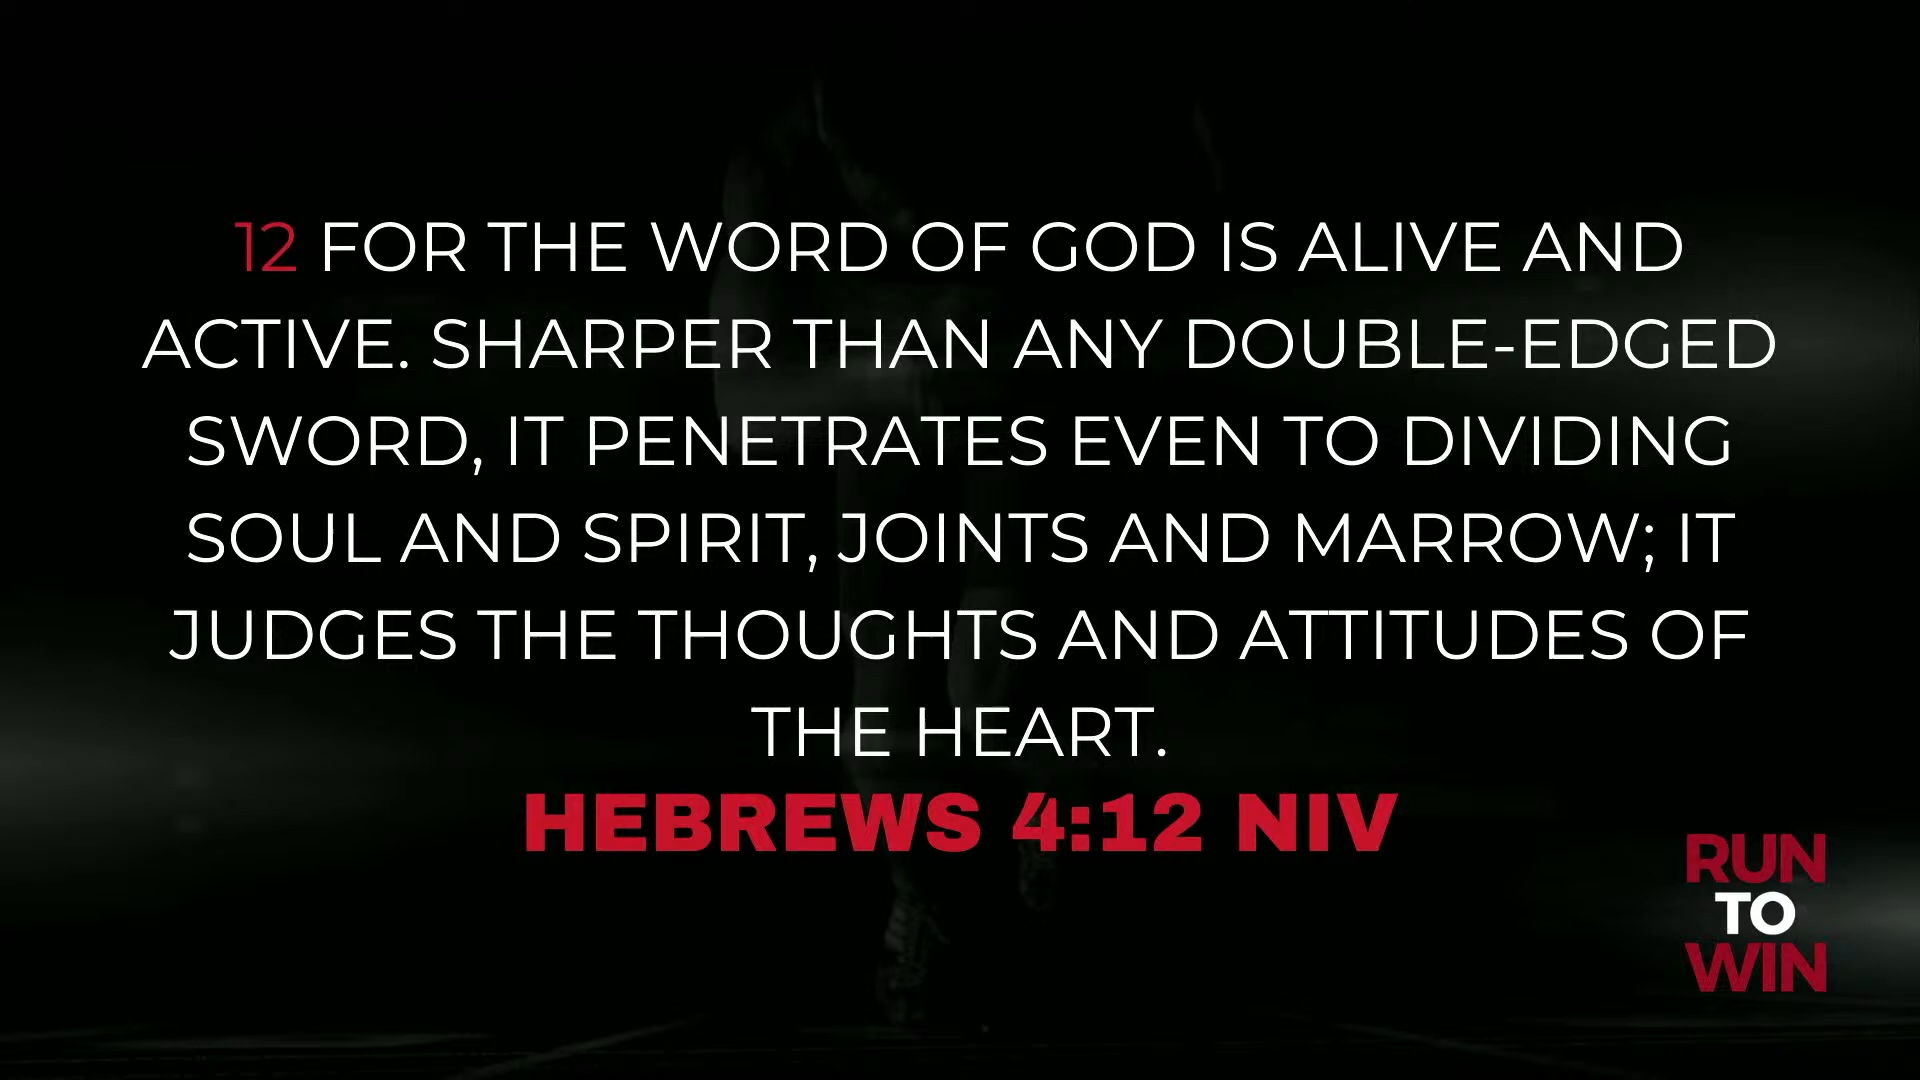 12 FOR THE WORD OF GOD IS ALIVE AND
ACTIVE. SHARPER THAN ANY DOUBLE-EDGED
SWORD, IT PENETRATES EVEN TO DIVIDING
SOUL AND SPIRIT, JOINTS AND MARROW; IT
JUDGES THE THOUGHTS AND ATTITUDES OF
THE HEART.
HEBREWS 4:12 NIV
RUN
TO
WIN